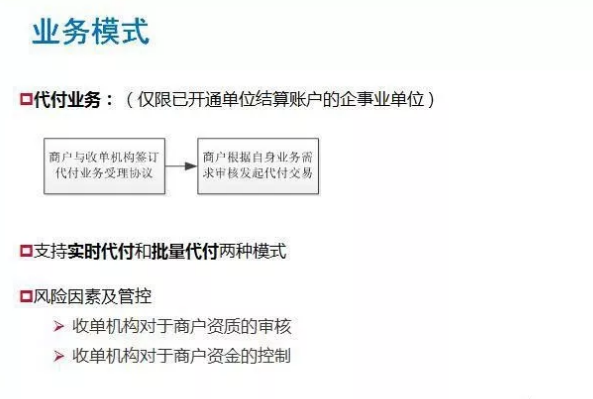 业务模式
代付业务：（仅限已开通单位结算账户的企事业单位）
商户与收单机构签订
代付业务受理协议
商户根据自身业务需
求审核发起代付交易
支持实时代付和批量代付两种模式
风险因素及管控
收单机构对于商户资质的审核
收单机构对于商户资金的控制